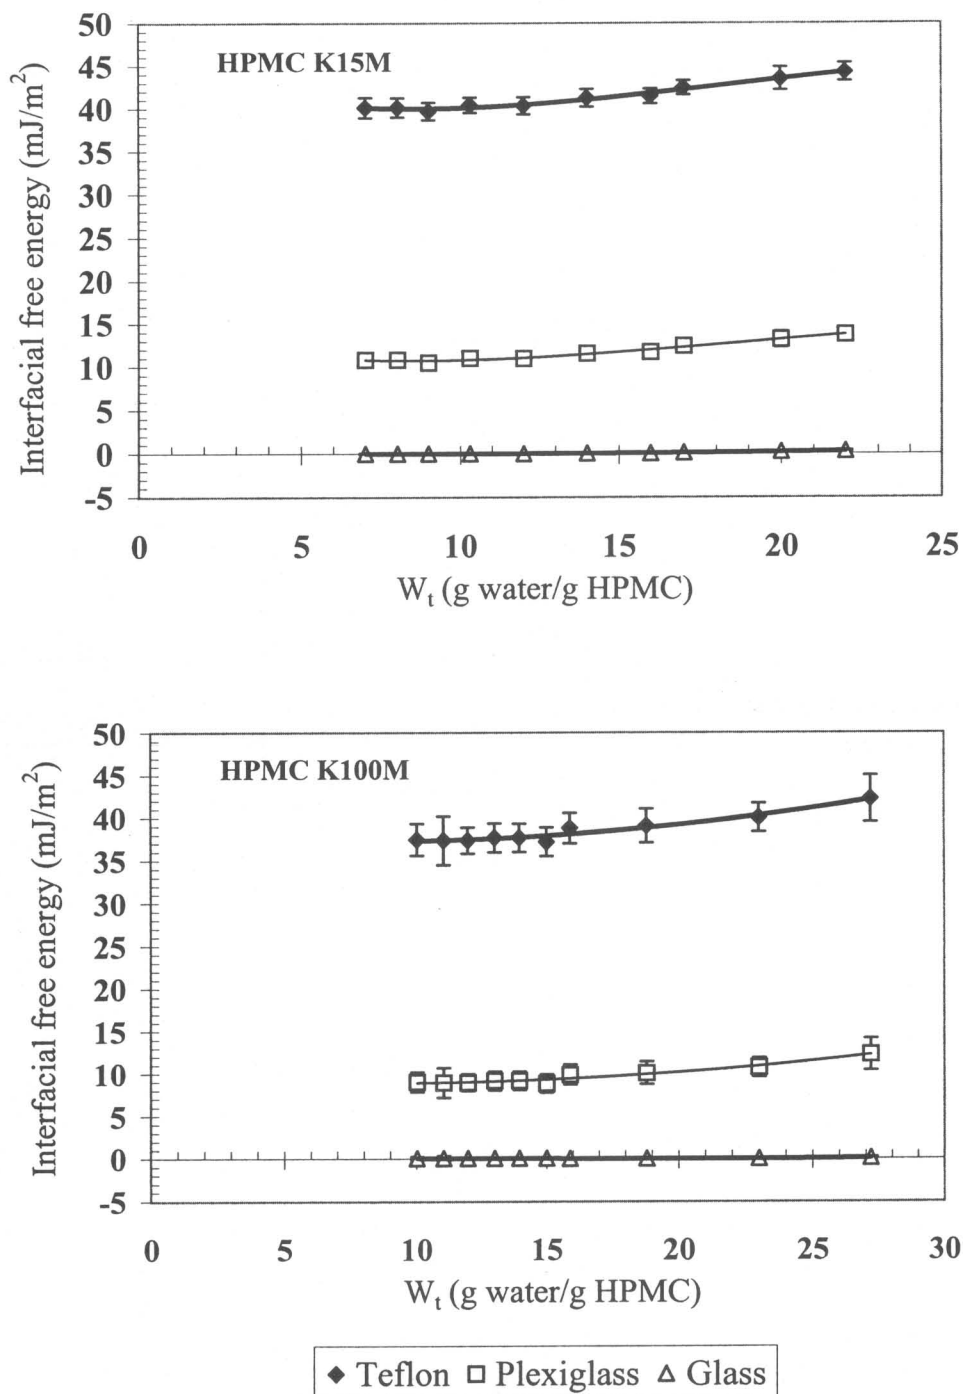 HPMC K15M
Interfacial free energy (mJ/m²)
50
45
40
35
30
25
20
15
10
5
0
-5
0 5 10 15 20 25
Wₜ (g water/g HPMC)
HPMC K100M
Interfacial free energy (mJ/m²)
50
45
40
35
30
25
20
15
10
5
0
-5
0 5 10 15 20 25 30
Wₜ (g water/g HPMC)
Teflon Plexiglass Glass